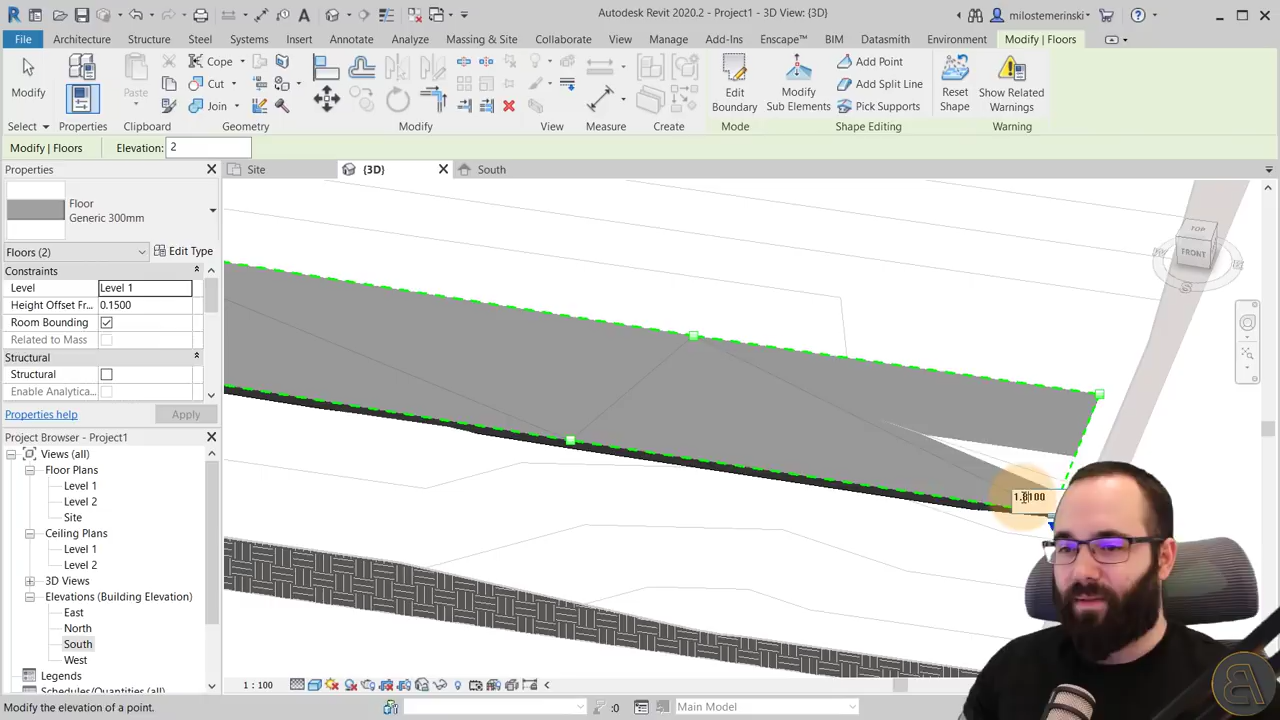 Autodesk Revit 2020.2 - Project1 - 3D View: {3D}
milostemerinski
File
Architecture
Structure
Steel
Systems
Insert
Annotate
Analyze
Massing & Site
Collaborate
View
Manage
Add-Ins
Enscape™
BIM
Datasmith
Environment
Modify | Floors
Modify
Paste
Cope
Cut
Join
Edit
Boundary
Modify
Sub Elements
Add Point
Add Split Line
Pick Supports
Reset
Shape
Show Related
Warnings
Select
Properties
Clipboard
Geometry
Modify
View
Measure
Create
Mode
Shape Editing
Warning
Modify | Floors
Elevation: 2
Properties
Site
{3D}
South
Floor
Generic 300mm
Floors (2)
Edit Type
Constraints
Level
Level 1
Height Offset Fr...
0.1500
Room Bounding
Related to Mass
Structural
Structural
Enable Analytica...
Properties help
Apply
Project Browser - Project1
Views (all)
Floor Plans
Level 1
Level 2
Site
Ceiling Plans
Level 1
Level 2
3D Views
Elevations (Building Elevation)
East
North
South
West
Legends
Schedules/Quantities (all)
TOP
FRONT
W
E
S
1 : 100
Modify the elevation of a point.
:0
Main Model